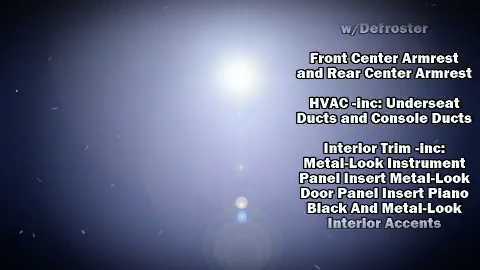 w/Defroster
Front Center Armrest
and Rear Center Armrest
HVAC -inc: Underseat
Ducts and Console Ducts
Interior Trim -inc:
Metal-Look Instrument
Panel Insert Metal-Look
Door Panel Insert Piano
Black And Metal-Look
Interior Accents